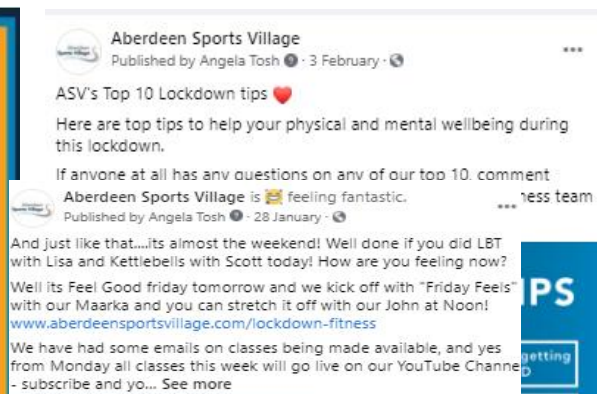 Aberdeen Sports Village
Published by Angela Tosh · 3 February ·
ASV's Top 10 Lockdown tips
Here are top tips to help your physical and mental wellbeing during
this lockdown.
If anyone at all has any questions on any of our top 10, comment
ness team
Aberdeen Sports Village is feeling fantastic.
Published by Angela Tosh · 28 January ·
And just like that....its almost the weekend! Well done if you did LBT
with Lisa and Kettlebells with Scott today! How are you feeling now?
Well its Feel Good friday tomorrow and we kick off with "Friday Feels"
with our Maarka and you can stretch it off with our John at Noon!
www.aberdeensportsvillage.com/lockdown-fitness
We have had some emails on classes being made available, and yes
from Monday all classes this week will go live on our YouTube Channe
- subscribe and yo... See more
IPS
getting